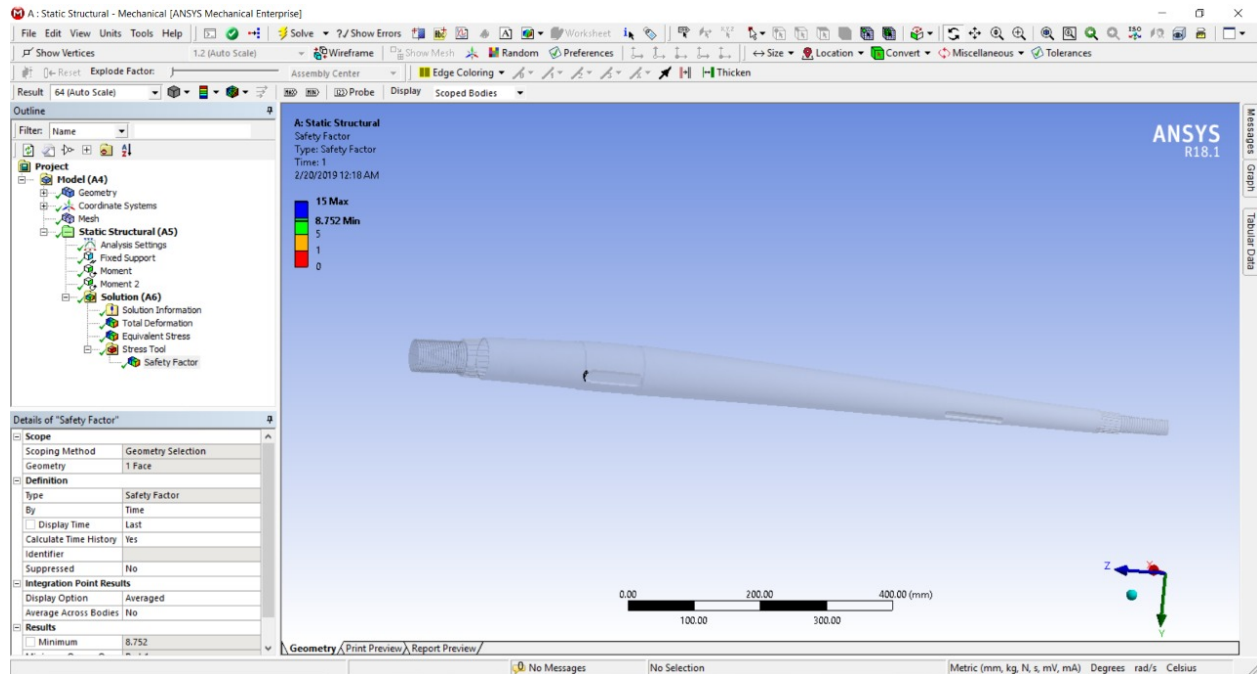 A : Static Structural - Mechanical [ANSYS Mechanical Enterprise]
File Edit View Units Tools Help Solve ?/ Show Errors Worksheet
Show Vertices 1.2 (Auto Scale) Wireframe Show Mesh Random Preferences Size Location Convert Miscellaneous Tolerances
Reset Explode Factor: Assembly Center Edge Coloring Thicken
Result 64 (Auto Scale) Probe Display Scoped Bodies
Outline
Filter: Name
Project
Model (A4)
Geometry
Coordinate Systems
Mesh
Static Structural (A5)
Analysis Settings
Fixed Support
Moment
Moment 2
Solution (A6)
Solution Information
Total Deformation
Equivalent Stress
Stress Tool
Safety Factor
Details of "Safety Factor"
Scope
Scoping Method Geometry Selection
Geometry 1 Face
Definition
Type Safety Factor
By Time
Display Time Last
Calculate Time History Yes
Identifier
Suppressed No
Integration Point Results
Display Option Averaged
Average Across Bodies No
Results
Minimum 8.752
A: Static Structural
Safety Factor
Type: Safety Factor
Time: 1
2/20/2019 12:18 AM
15 Max
8.752 Min
5
1
0
ANSYS
R18.1
Z
X
Y
0.00 200.00 400.00 (mm)
100.00 300.00
Geometry Print Preview Report Preview
Messages
Graph
Tabular Data
No Messages No Selection Metric (mm, kg, N, s, mV, mA) Degrees rad/s Celsius